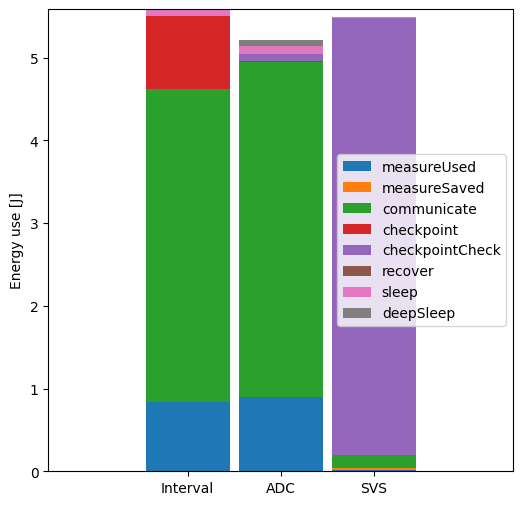 Energy use [J]
5
4
3
2
1
0
measureUsed
measureSaved
communicate
checkpoint
checkpointCheck
recover
sleep
deepSleep
Interval
ADC
SVS